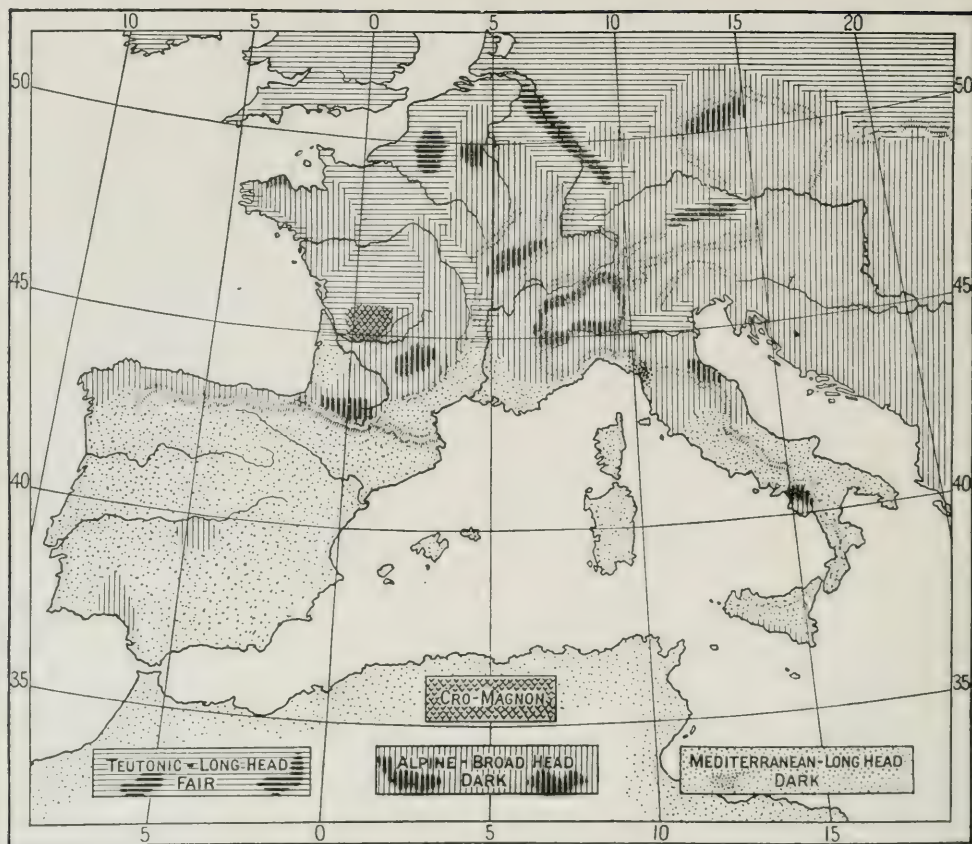 10 5 0 5 10 15 20
50 50
45 45
40 40
35 35
CRO-MAGNON
TEUTONIC-LONG-HEAD
FAIR
ALPINE-BROAD HEAD
DARK
MEDITERRANEAN-LONG HEAD
DARK
5 0 5 10 15